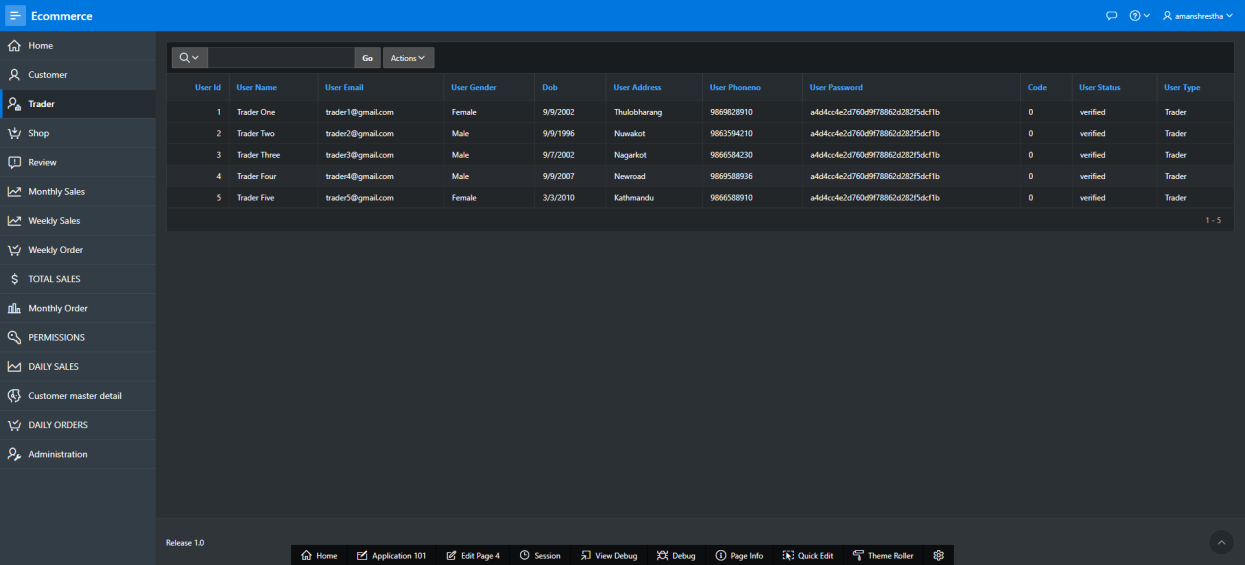 Ecommerce
amanshrestha
Home
Customer
Trader
Shop
Review
Monthly Sales
Weekly Sales
Weekly Order
TOTAL SALES
Monthly Order
PERMISSIONS
DAILY SALES
Customer master detail
DAILY ORDERS
Administration
Go Actions
User Id User Name User Email User Gender Dob User Address User Phoneno User Password Code User Status User Type
1 Trader One trader1@gmail.com Female 9/9/2002 Thulobharang 9869828910 a4d4cc4e2d760d9f78862d282f5dcf1b 0 verified Trader
2 Trader Two trader2@gmail.com Male 9/9/1996 Nuwakot 9863594210 a4d4cc4e2d760d9f78862d282f5dcf1b 0 verified Trader
3 Trader Three trader3@gmail.com Male 9/7/2002 Nagarkot 9866584230 a4d4cc4e2d760d9f78862d282f5dcf1b 0 verified Trader
4 Trader Four trader4@gmail.com Male 9/9/2007 Newroad 9869588936 a4d4cc4e2d760d9f78862d282f5dcf1b 0 verified Trader
5 Trader Five trader5@gmail.com Female 3/3/2010 Kathmandu 9866588910 a4d4cc4e2d760d9f78862d282f5dcf1b 0 verified Trader
1 - 5
Release 1.0
Home Application 101 Edit Page 4 Session View Debug Debug Page Info Quick Edit Theme Roller